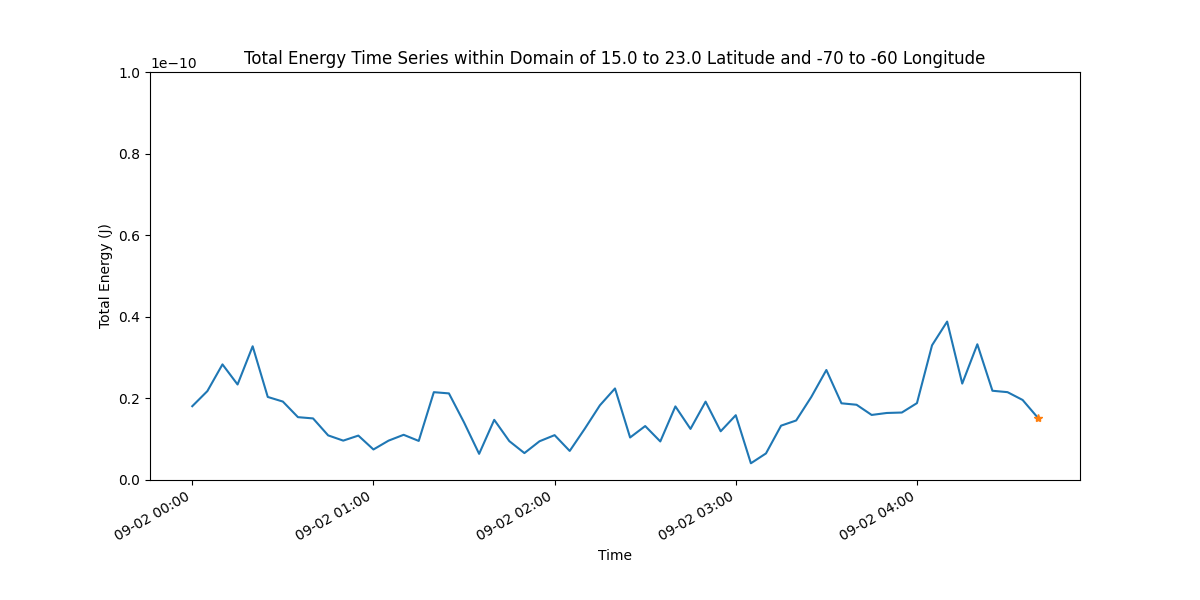 Total Energy Time Series within Domain of 15.0 to 23.0 Latitude and -70 to -60 Longitude
1e−10
1.0
0.8
0.6
0.4
0.2
0.0
Total Energy (J)
09-02 00:00
09-02 01:00
09-02 02:00
09-02 03:00
09-02 04:00
Time